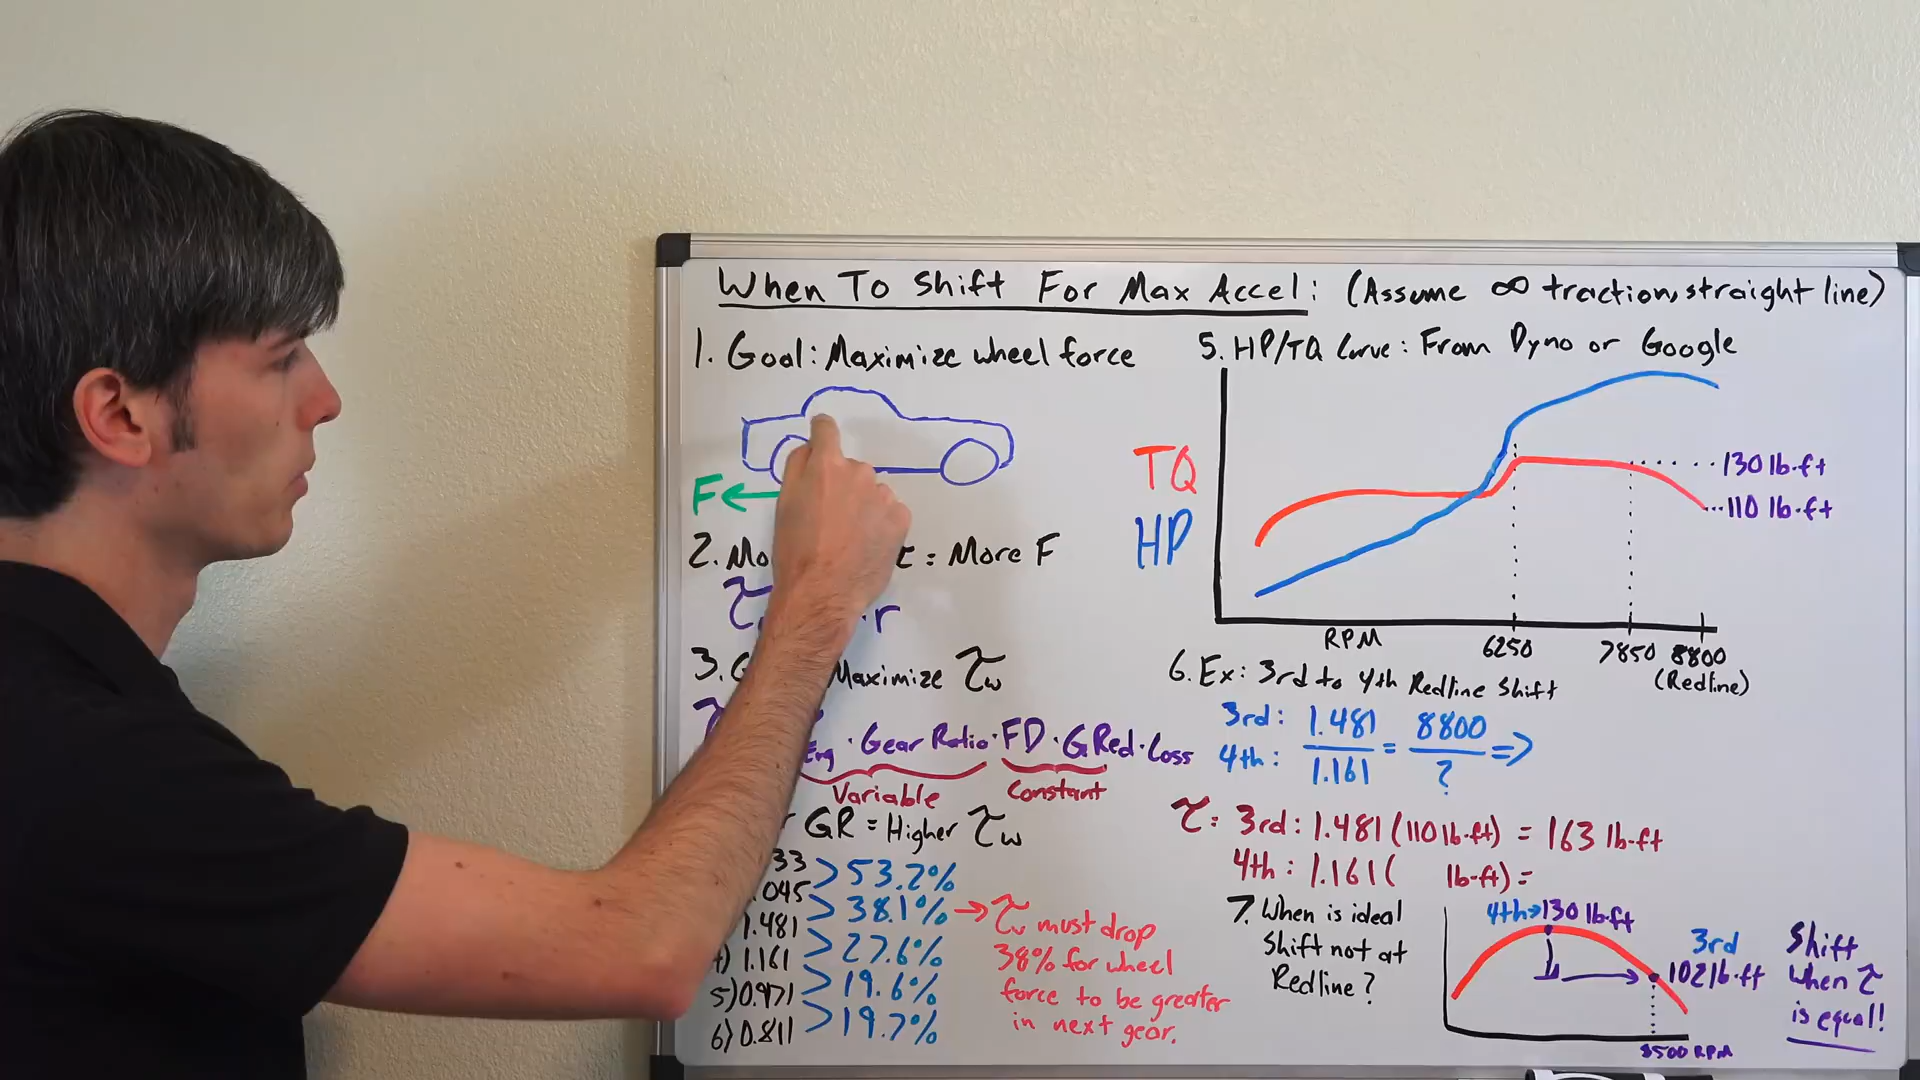 When To Shift For Max Accel: (Assume ∞ traction, straight line)
1. Goal: Maximize wheel force
F
2. = More F
τ · r
3. Maximize τw
Eng · Gear Ratio · FD · G Red · Loss
Variable Constant
GR = Higher τw
33
.045
1.481
1.161
5) 0.971
6) 0.811
> 53.2%
> 38.1% →
> 27.6%
> 19.6%
> 19.7%
τ must drop
38% for wheel
force to be greater
in next gear.
5. HP/TQ Curve: From Dyno or Google
TQ
HP
130 lb·ft
110 lb·ft
RPM 6250 7850 8800
(Redline)
6. Ex: 3rd to 4th Redline Shift
3rd: 1.481 = 8800 =>
4th: 1.161 ?
τ: 3rd: 1.481 (110 lb·ft) = 163 lb·ft
4th: 1.161 ( lb·ft) =
7. When is ideal
Shift not at
Redline?
4th → 130 lb·ft
3rd
102 lb·ft
8500 RPM
Shift
when τ
is equal!